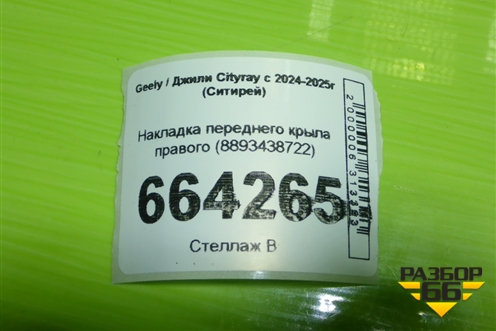 Geely / Джили Cityray с 2024-2025г
(Ситирей)
Накладка переднего крыла
правого (8893438722)
664265
Стеллаж В
РАЗБОР
66